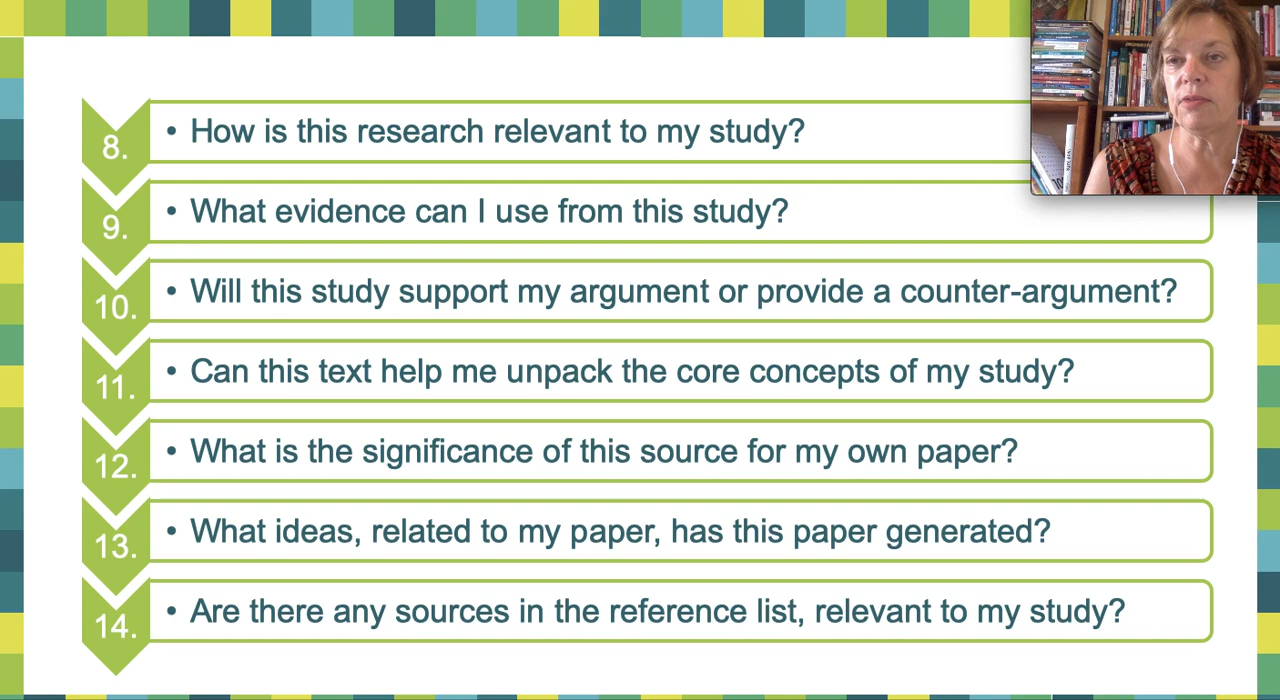 8.
• How is this research relevant to my study?
9.
• What evidence can I use from this study?
10.
• Will this study support my argument or provide a counter-argument?
11.
• Can this text help me unpack the core concepts of my study?
12.
• What is the significance of this source for my own paper?
13.
• What ideas, related to my paper, has this paper generated?
14.
• Are there any sources in the reference list, relevant to my study?